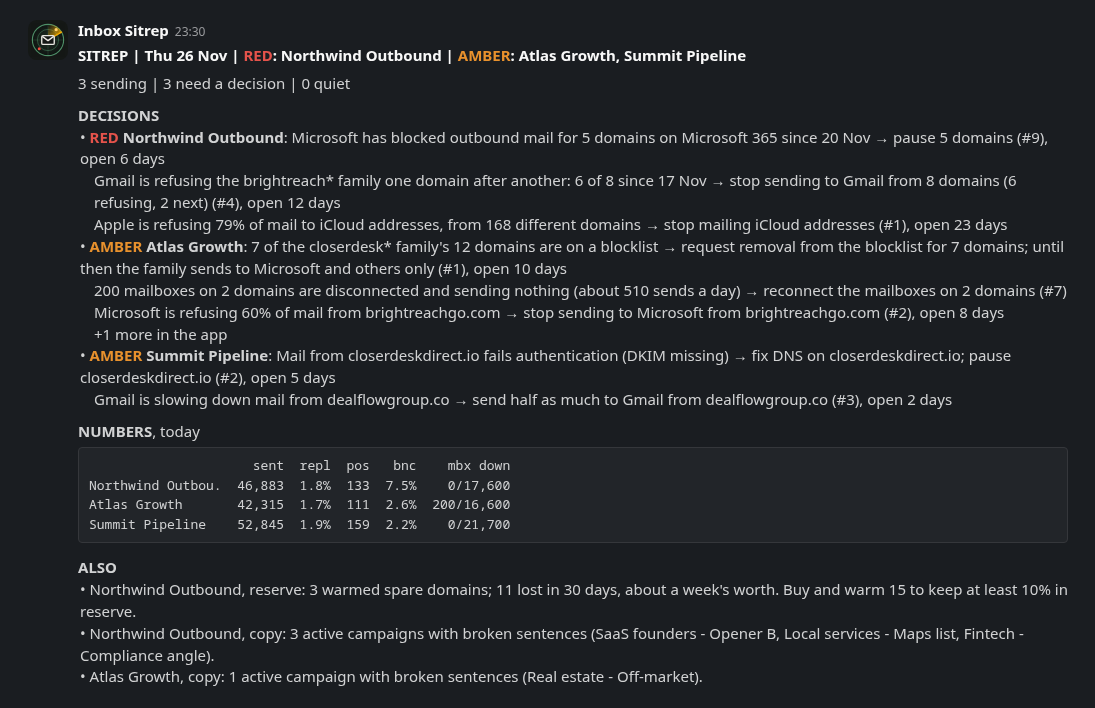 Inbox Sitrep 23:30
SITREP | Thu 26 Nov | RED: Northwind Outbound | AMBER: Atlas Growth, Summit Pipeline
3 sending | 3 need a decision | 0 quiet
DECISIONS
• RED Northwind Outbound: Microsoft has blocked outbound mail for 5 domains on Microsoft 365 since 20 Nov → pause 5 domains (#9),
open 6 days
Gmail is refusing the brightreach* family one domain after another: 6 of 8 since 17 Nov → stop sending to Gmail from 8 domains (6
refusing, 2 next) (#4), open 12 days
Apple is refusing 79% of mail to iCloud addresses, from 168 different domains → stop mailing iCloud addresses (#1), open 23 days
• AMBER Atlas Growth: 7 of the closerdesk* family's 12 domains are on a blocklist → request removal from the blocklist for 7 domains; until
then the family sends to Microsoft and others only (#1), open 10 days
200 mailboxes on 2 domains are disconnected and sending nothing (about 510 sends a day) → reconnect the mailboxes on 2 domains (#7)
Microsoft is refusing 60% of mail from brightreachgo.com → stop sending to Microsoft from brightreachgo.com (#2), open 8 days
+1 more in the app
• AMBER Summit Pipeline: Mail from closerdeskdirect.io fails authentication (DKIM missing) → fix DNS on closerdeskdirect.io; pause
closerdeskdirect.io (#2), open 5 days
Gmail is slowing down mail from dealflowgroup.co → send half as much to Gmail from dealflowgroup.co (#3), open 2 days
NUMBERS, today
sent repl pos bnc mbx down
Northwind Outbou. 46,883 1.8% 133 7.5% 0/17,600
Atlas Growth 42,315 1.7% 111 2.6% 200/16,600
Summit Pipeline 52,845 1.9% 159 2.2% 0/21,700
ALSO
• Northwind Outbound, reserve: 3 warmed spare domains; 11 lost in 30 days, about a week's worth. Buy and warm 15 to keep at least 10% in
reserve.
• Northwind Outbound, copy: 3 active campaigns with broken sentences (SaaS founders - Opener B, Local services - Maps list, Fintech -
Compliance angle).
• Atlas Growth, copy: 1 active campaign with broken sentences (Real estate - Off-market).